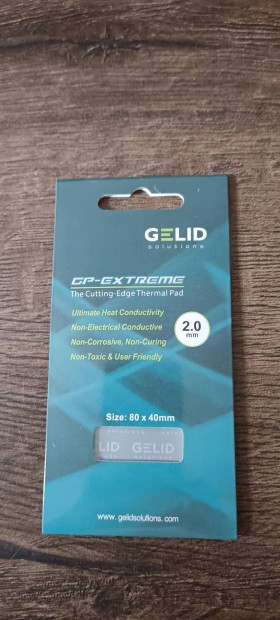 GELID
solutions
GP-EXTREME
The Cutting-Edge Thermal Pad
Ultimate Heat Conductivity
Non-Electrical Conductive
Non-Corrosive, Non-Curing
Non-Toxic & User Friendly
2.0
mm
Size: 80 x 40mm
LID GELID
solutions
www.gelidsolutions.com